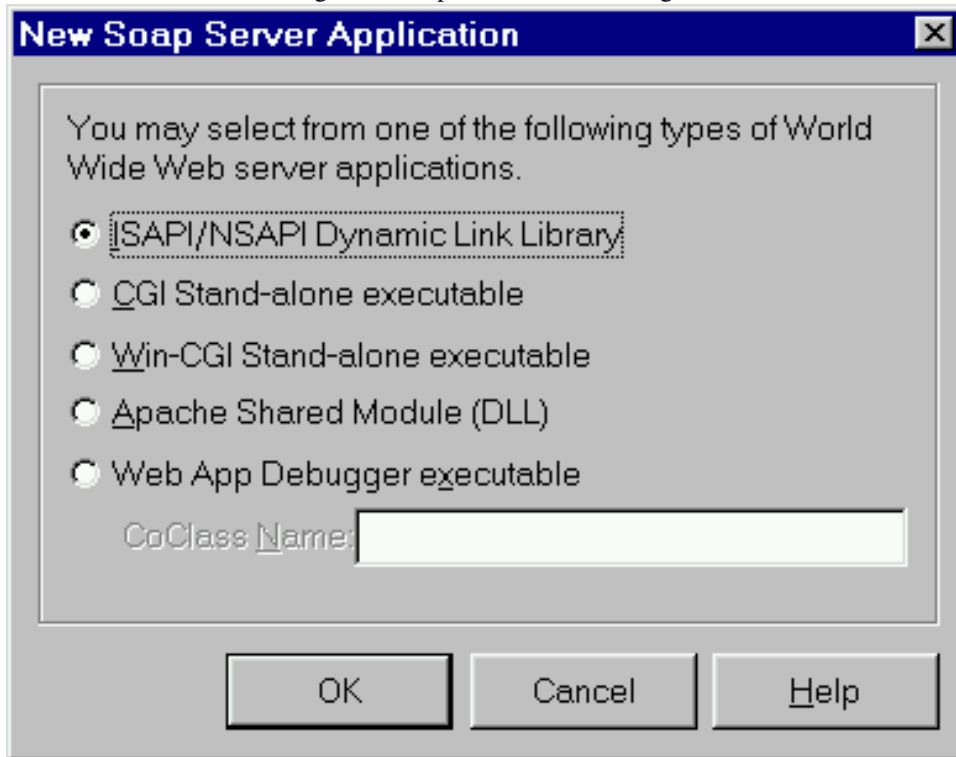 New Soap Server Application
You may select from one of the following types of World
Wide Web server applications.
ISAPI/NSAPI Dynamic Link Library
CGI Stand-alone executable
Win-CGI Stand-alone executable
Apache Shared Module (DLL)
Web App Debugger executable
CoClass Name:
OK Cancel Help